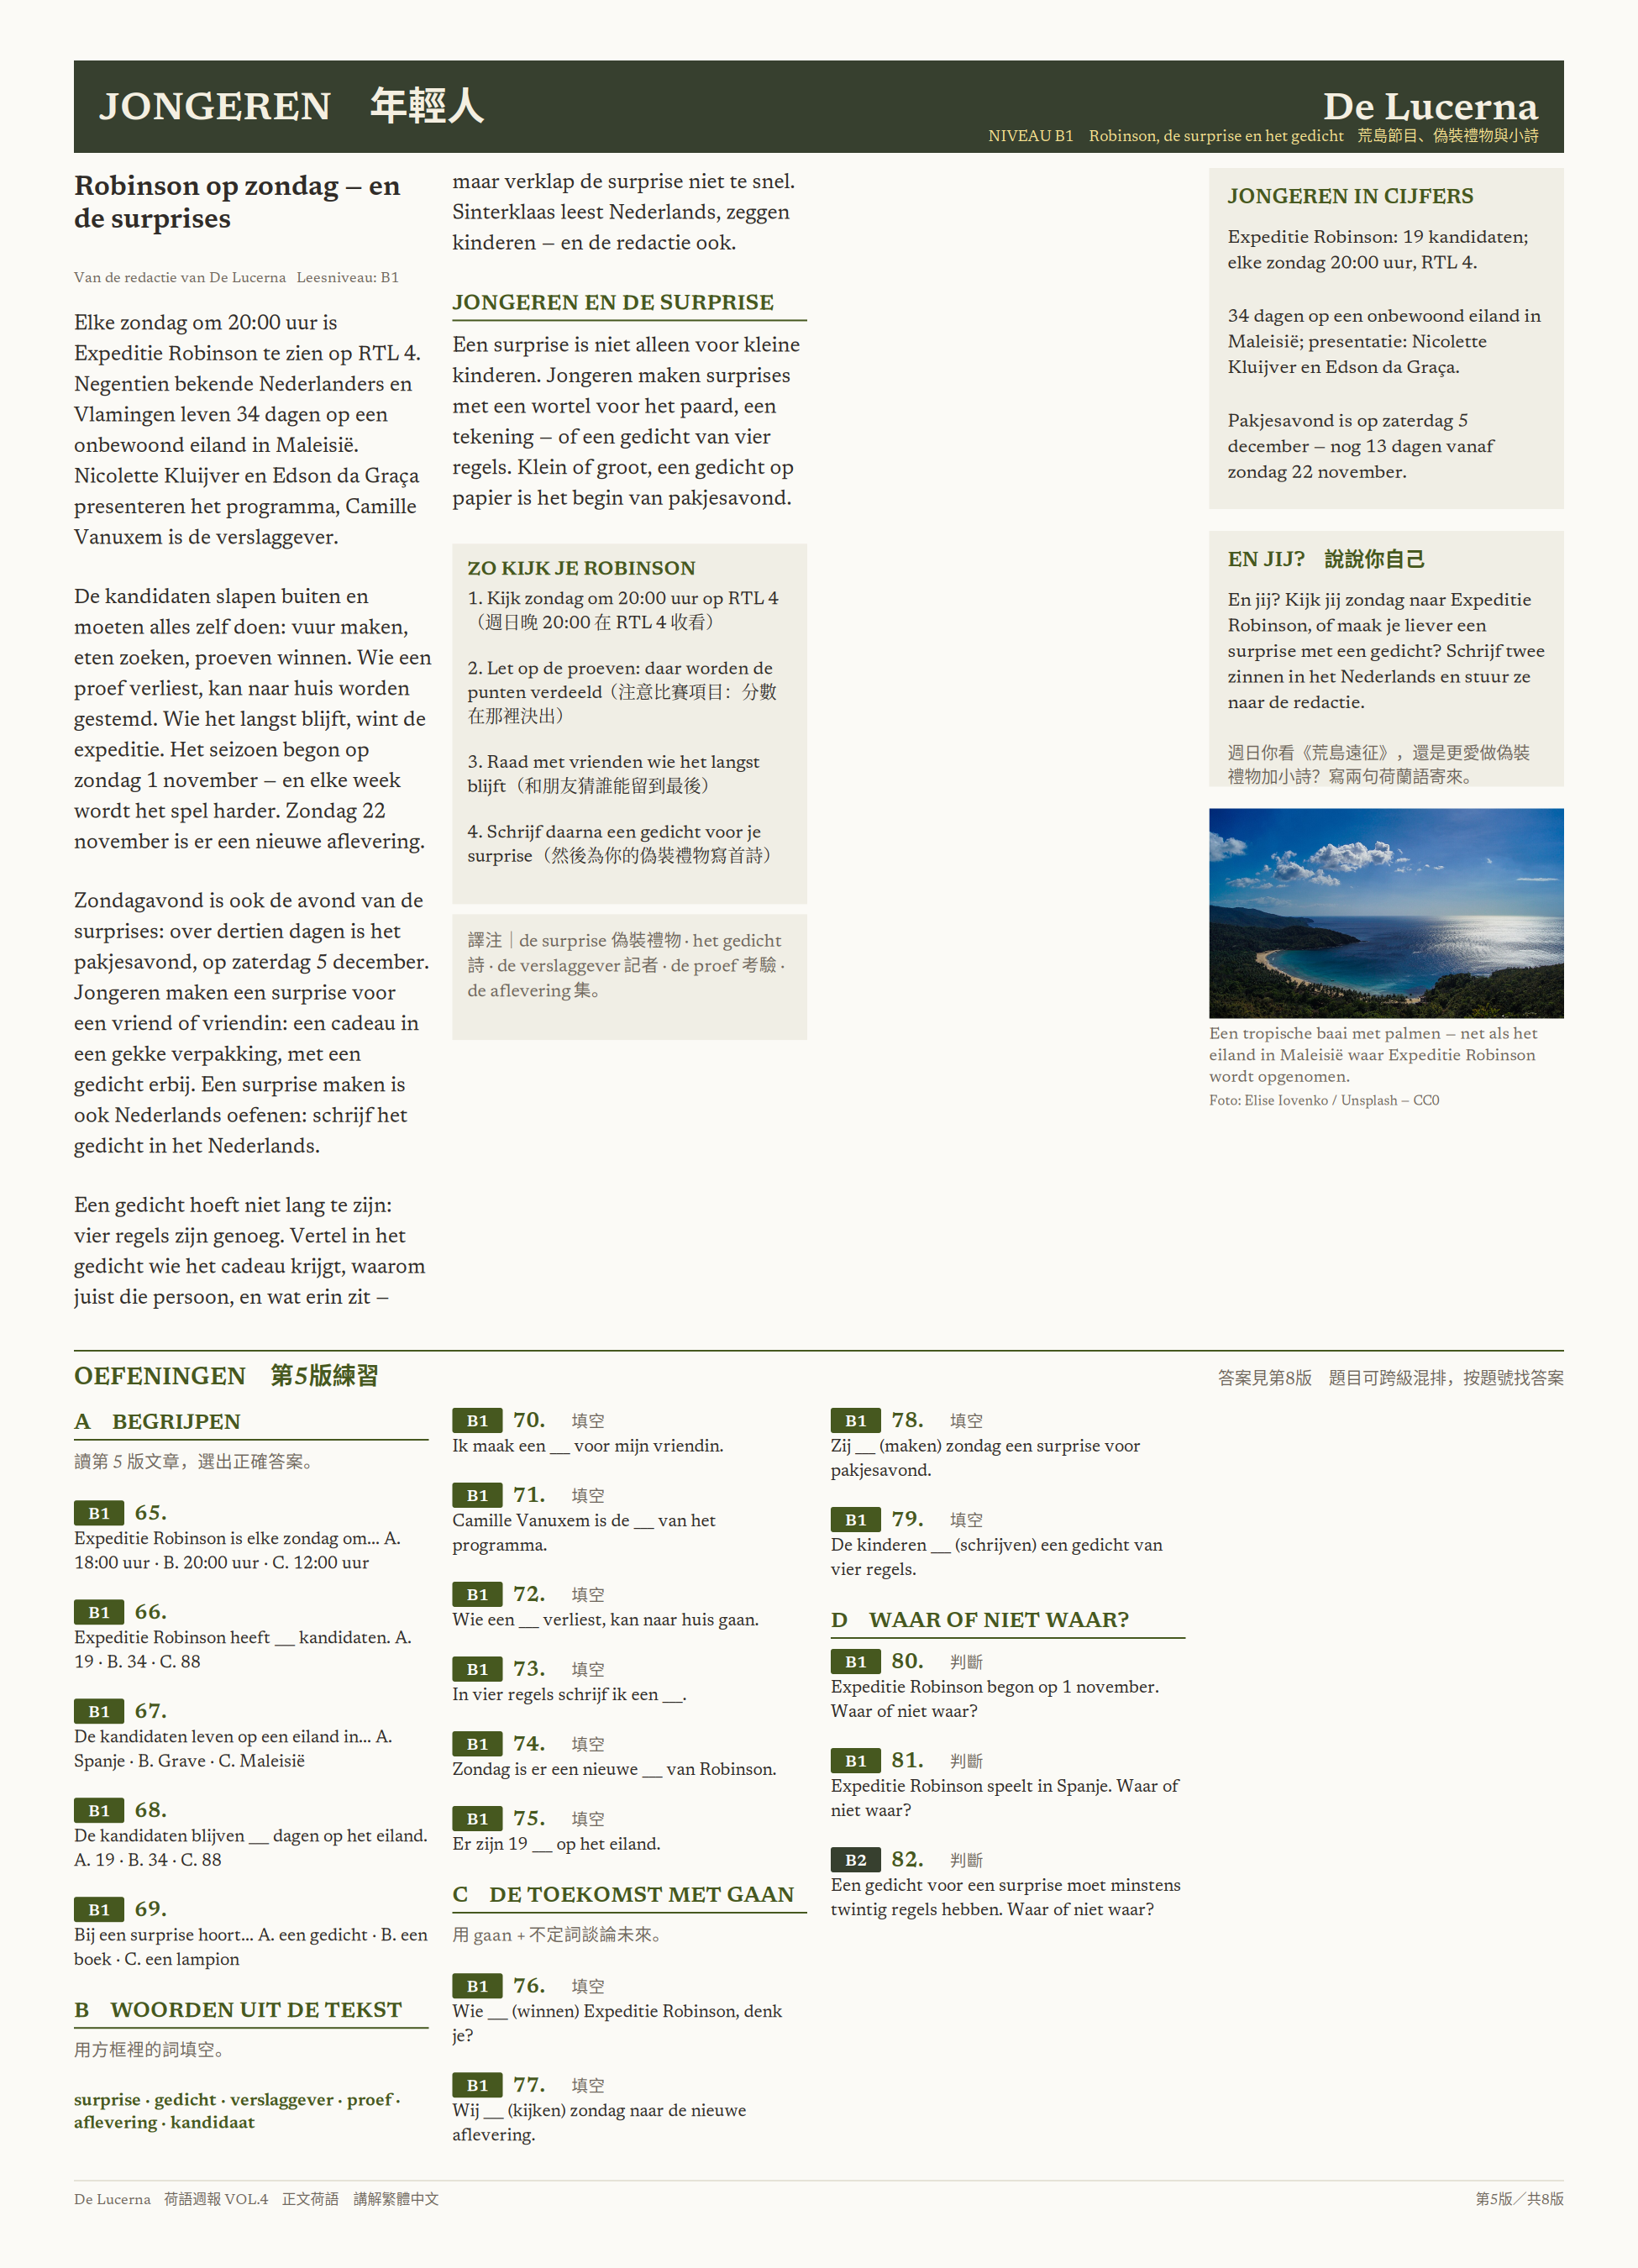 JONGEREN 年輕人
De Lucerna
NIVEAU B1 Robinson, de surprise en het gedicht 荒島節目、偽裝禮物與小詩
Robinson op zondag – en
de surprises
Van de redactie van De Lucerna Leesniveau: B1
Elke zondag om 20:00 uur is
Expeditie Robinson te zien op RTL 4.
Negentien bekende Nederlanders en
Vlamingen leven 34 dagen op een
onbewoond eiland in Maleisië.
Nicolette Kluijver en Edson da Graça
presenteren het programma, Camille
Vanuxem is de verslaggever.
De kandidaten slapen buiten en
moeten alles zelf doen: vuur maken,
eten zoeken, proeven winnen. Wie een
proef verliest, kan naar huis worden
gestemd. Wie het langst blijft, wint de
expeditie. Het seizoen begon op
zondag 1 november – en elke week
wordt het spel harder. Zondag 22
november is er een nieuwe aflevering.
Zondagavond is ook de avond van de
surprises: over dertien dagen is het
pakjesavond, op zaterdag 5 december.
Jongeren maken een surprise voor
een vriend of vriendin: een cadeau in
een gekke verpakking, met een
gedicht erbij. Een surprise maken is
ook Nederlands oefenen: schrijf het
gedicht in het Nederlands.
Een gedicht hoeft niet lang te zijn:
vier regels zijn genoeg. Vertel in het
gedicht wie het cadeau krijgt, waarom
juist die persoon, en wat erin zit –
maar verklap de surprise niet te snel.
Sinterklaas leest Nederlands, zeggen
kinderen – en de redactie ook.
JONGEREN EN DE SURPRISE
Een surprise is niet alleen voor kleine
kinderen. Jongeren maken surprises
met een wortel voor het paard, een
tekening – of een gedicht van vier
regels. Klein of groot, een gedicht op
papier is het begin van pakjesavond.
ZO KIJK JE ROBINSON
1. Kijk zondag om 20:00 uur op RTL 4
（週日晚 20:00 在 RTL 4 收看）
2. Let op de proeven: daar worden de
punten verdeeld（注意比賽項目：分數
在那裡決出）
3. Raad met vrienden wie het langst
blijft（和朋友猜誰能留到最後）
4. Schrijf daarna een gedicht voor je
surprise（然後為你的偽裝禮物寫首詩）
譯注｜de surprise 偽裝禮物 · het gedicht
詩 · de verslaggever 記者 · de proef 考驗 ·
de aflevering 集。
JONGEREN IN CIJFERS
Expeditie Robinson: 19 kandidaten;
elke zondag 20:00 uur, RTL 4.
34 dagen op een onbewoond eiland in
Maleisië; presentatie: Nicolette
Kluijver en Edson da Graça.
Pakjesavond is op zaterdag 5
december – nog 13 dagen vanaf
zondag 22 november.
EN JIJ? 說說你自己
En jij? Kijk jij zondag naar Expeditie
Robinson, of maak je liever een
surprise met een gedicht? Schrijf twee
zinnen in het Nederlands en stuur ze
naar de redactie.
週日你看《荒島遠征》，還是更愛做偽裝
禮物加小詩？寫兩句荷蘭語寄來。
Een tropische baai met palmen – net als het
eiland in Maleisië waar Expeditie Robinson
wordt opgenomen.
Foto: Elise Iovenko / Unsplash – CC0
OEFENINGEN 第5版練習
答案見第8版 題目可跨級混排，按題號找答案
A BEGRIJPEN
讀第 5 版文章，選出正確答案。
B1 65.
Expeditie Robinson is elke zondag om... A.
18:00 uur · B. 20:00 uur · C. 12:00 uur
B1 66.
Expeditie Robinson heeft __ kandidaten. A.
19 · B. 34 · C. 88
B1 67.
De kandidaten leven op een eiland in... A.
Spanje · B. Grave · C. Maleisië
B1 68.
De kandidaten blijven __ dagen op het eiland.
A. 19 · B. 34 · C. 88
B1 69.
Bij een surprise hoort... A. een gedicht · B. een
boek · C. een lampion
B WOORDEN UIT DE TEKST
用方框裡的詞填空。
surprise · gedicht · verslaggever · proef ·
aflevering · kandidaat
B1 70. 填空
Ik maak een __ voor mijn vriendin.
B1 71. 填空
Camille Vanuxem is de __ van het
programma.
B1 72. 填空
Wie een __ verliest, kan naar huis gaan.
B1 73. 填空
In vier regels schrijf ik een __.
B1 74. 填空
Zondag is er een nieuwe __ van Robinson.
B1 75. 填空
Er zijn 19 __ op het eiland.
C DE TOEKOMST MET GAAN
用 gaan + 不定詞談論未來。
B1 76. 填空
Wie __ (winnen) Expeditie Robinson, denk
je?
B1 77. 填空
Wij __ (kijken) zondag naar de nieuwe
aflevering.
B1 78. 填空
Zij __ (maken) zondag een surprise voor
pakjesavond.
B1 79. 填空
De kinderen __ (schrijven) een gedicht van
vier regels.
D WAAR OF NIET WAAR?
B1 80. 判斷
Expeditie Robinson begon op 1 november.
Waar of niet waar?
B1 81. 判斷
Expeditie Robinson speelt in Spanje. Waar of
niet waar?
B2 82. 判斷
Een gedicht voor een surprise moet minstens
twintig regels hebben. Waar of niet waar?
De Lucerna 荷語週報 VOL.4 正文荷語 講解繁體中文
第5版／共8版